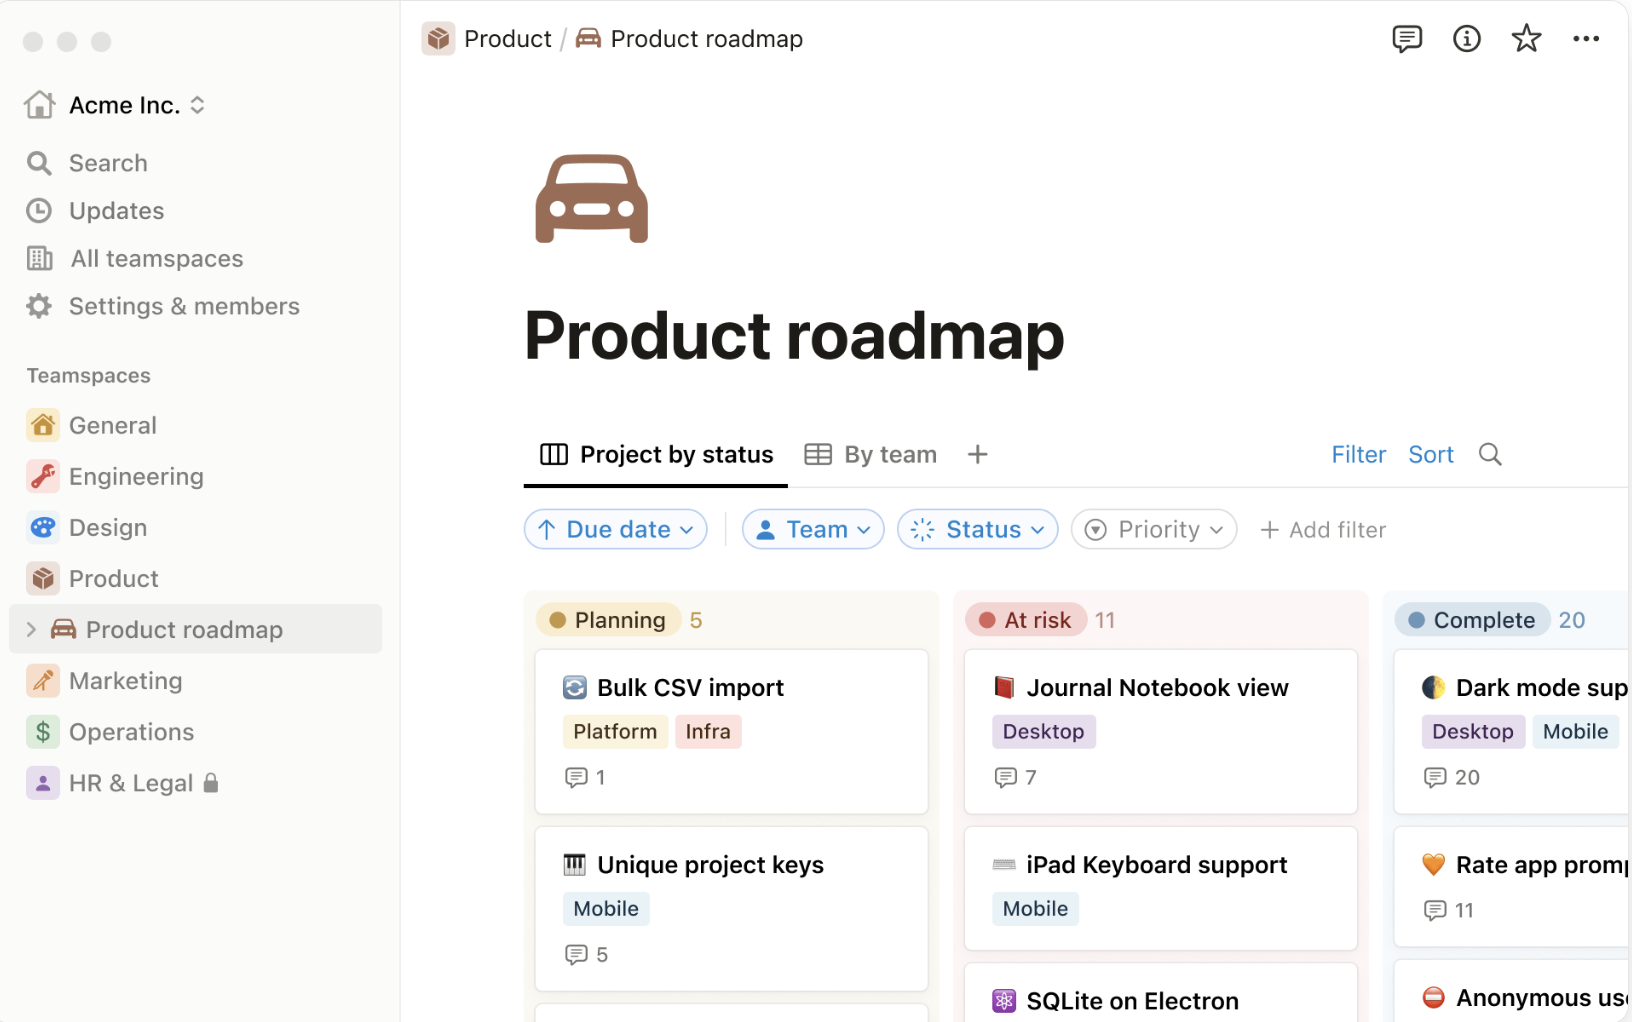 Product / Product roadmap
Acme Inc.
Search
Updates
All teamspaces
Settings & members
Teamspaces
General
Engineering
Design
Product
Product roadmap
Marketing
Operations
HR & Legal
Product roadmap
Project by status By team + Filter Sort
Due date Team Status Priority + Add filter
Planning 5
Bulk CSV import
Platform Infra
1
Unique project keys
Mobile
5
At risk 11
Journal Notebook view
Desktop
7
iPad Keyboard support
Mobile
SQLite on Electron
Complete 20
Dark mode sup
Desktop Mobile
20
Rate app promp
11
Anonymous use